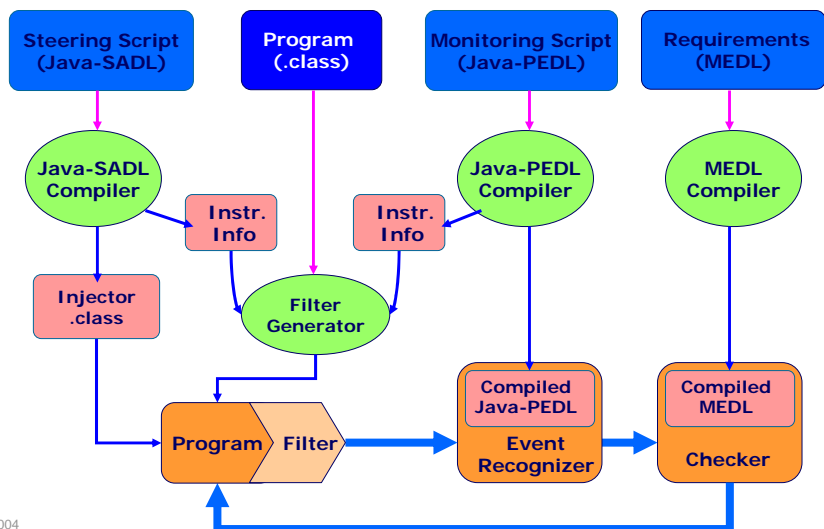 Steering Script
(Java-SADL)
Program
(.class)
Monitoring Script
(Java-PEDL)
Requirements
(MEDL)
Java-SADL
Compiler
Java-PEDL
Compiler
MEDL
Compiler
Instr.
Info
Instr.
Info
Injector
.class
Filter
Generator
Compiled
Java-PEDL
Compiled
MEDL
Program
Filter
Event
Recognizer
Checker
004